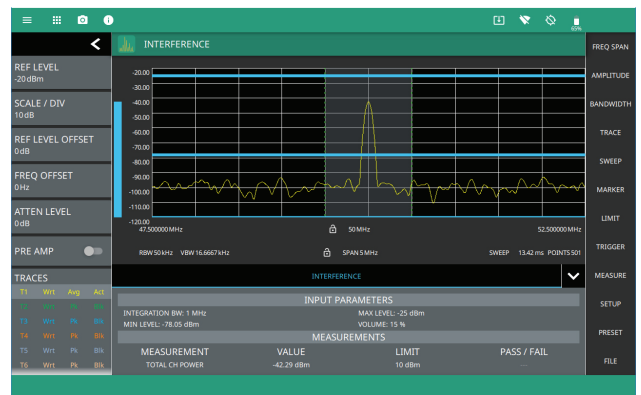 65%
INTERFERENCE
FREQ SPAN
AMPLITUDE
BANDWIDTH
TRACE
SWEEP
MARKER
LIMIT
TRIGGER
MEASURE
SETUP
PRESET
FILE
REF LEVEL
-20 dBm
SCALE / DIV
10 dB
REF LEVEL OFFSET
0 dB
FREQ OFFSET
0 Hz
ATTEN LEVEL
0 dB
PRE AMP
TRACES
T1 Wrt Avg Act
T2 Wrt Pk Blk
T3 Wrt Pk Blk
T4 Wrt Pk Blk
T5 Wrt Pk Blk
T6 Wrt Pk Blk
-20.00
-30.00
-40.00
-50.00
-60.00
-70.00
-80.00
-90.00
-100.00
-110.00
-120.00
47.500000 MHz 50 MHz 52.500000 MHz
RBW 50 kHz VBW 16.6667 kHz SPAN 5 MHz SWEEP 13.42 ms POINTS 501
INTERFERENCE
INPUT PARAMETERS
INTEGRATION BW: 1 MHz MAX LEVEL: -25 dBm
MIN LEVEL: -78.05 dBm VOLUME: 15 %
MEASUREMENTS
MEASUREMENT VALUE LIMIT PASS / FAIL
TOTAL CH POWER -42.29 dBm 10 dBm ---